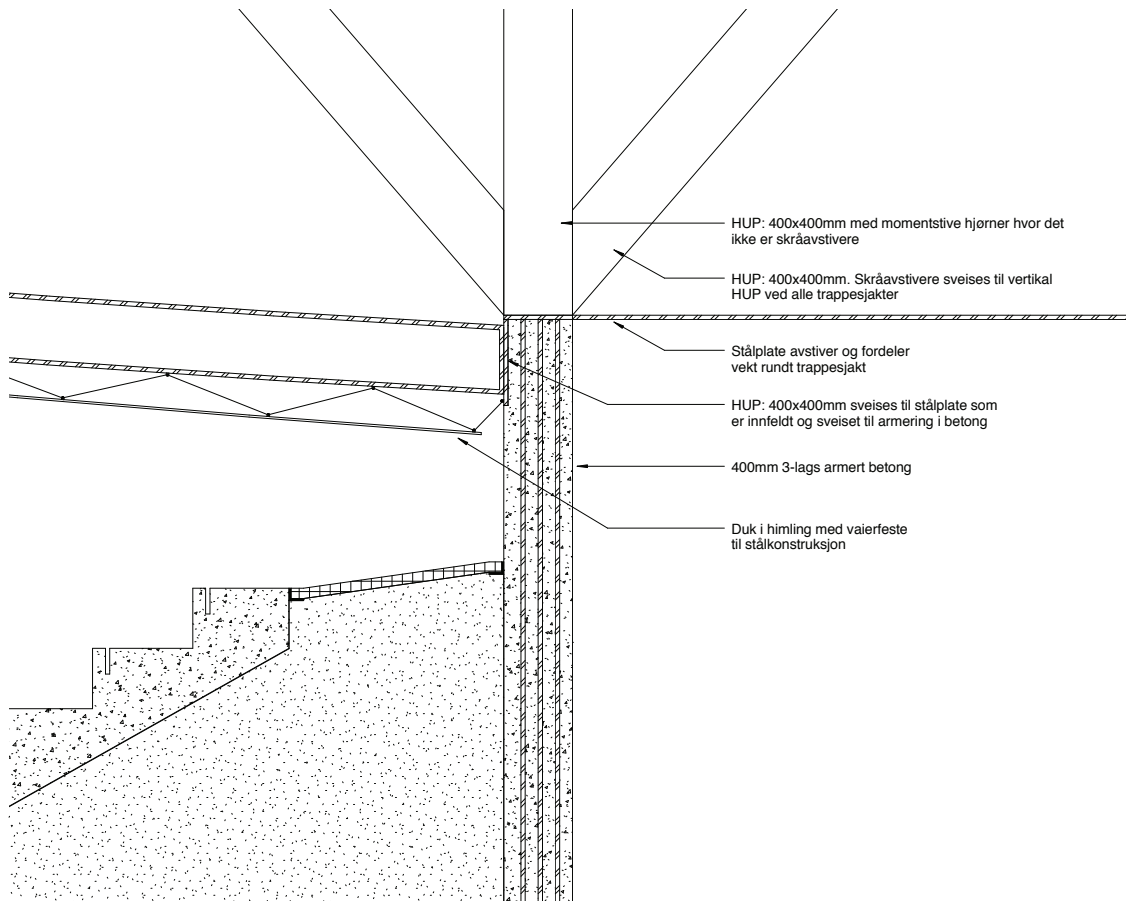 HUP: 400x400mm med momentstive hjørner hvor det
ikke er skråavstivere
HUP: 400x400mm. Skråavstivere sveises til vertikal
HUP ved alle trappesjakter
Stålplate avstiver og fordeler
vekt rundt trappesjakt
HUP: 400x400mm sveises til stålplate som
er innfeldt og sveiset til armering i betong
400mm 3-lags armert betong
Duk i himling med vaierfeste
til stålkonstruksjon